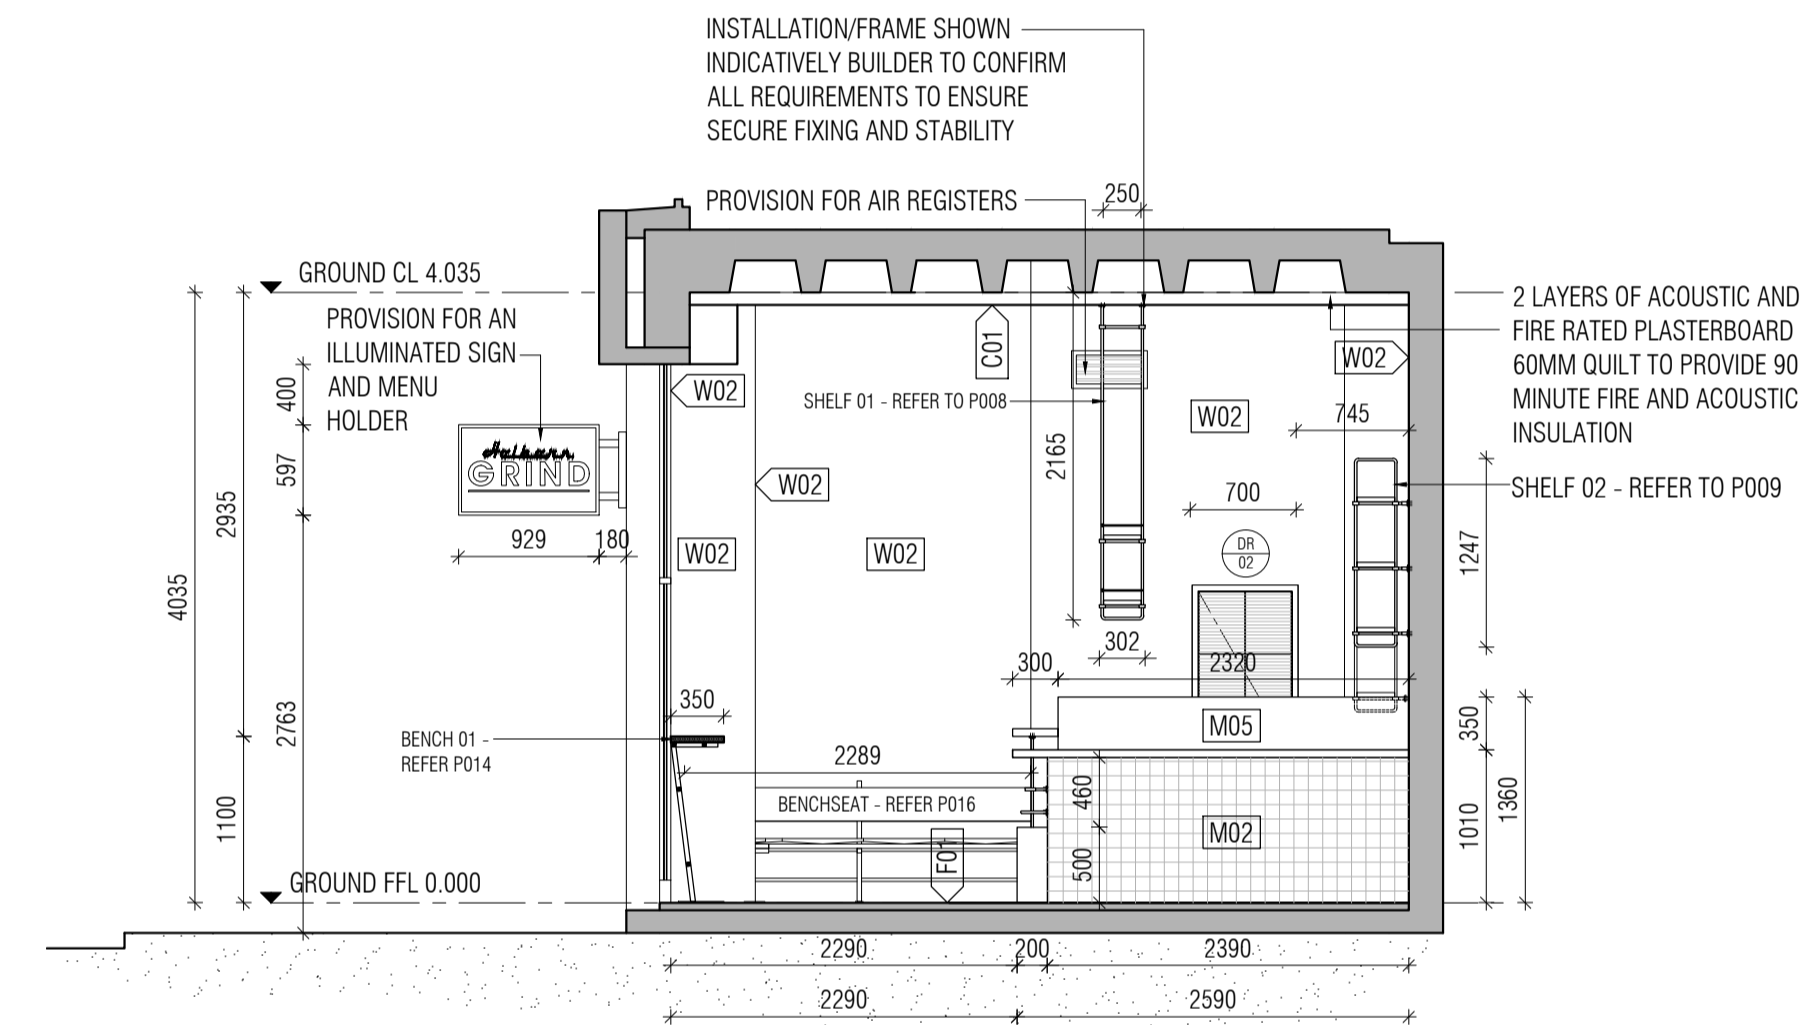 INSTALLATION/FRAME SHOWN
INDICATIVELY BUILDER TO CONFIRM
ALL REQUIREMENTS TO ENSURE
SECURE FIXING AND STABILITY
PROVISION FOR AIR REGISTERS
250
GROUND CL 4.035
PROVISION FOR AN
ILLUMINATED SIGN
AND MENU
HOLDER
2 LAYERS OF ACOUSTIC AND
FIRE RATED PLASTERBOARD
60MM QUILT TO PROVIDE 90
MINUTE FIRE AND ACOUSTIC
INSULATION
C01
W02
W02
SHELF 01 - REFER TO P008
W02
745
400
GRIND
597
2165
W02
SHELF 02 - REFER TO P009
700
2935
929
180
W02
W02
DR
02
1247
4035
302
300
2320
350
2763
BENCH 01 -
REFER P014
M05
350
2289
1100
BENCHSEAT - REFER P016
460
M02
1010
1360
F01
500
GROUND FFL 0.000
2290
200
2390
2290
2590